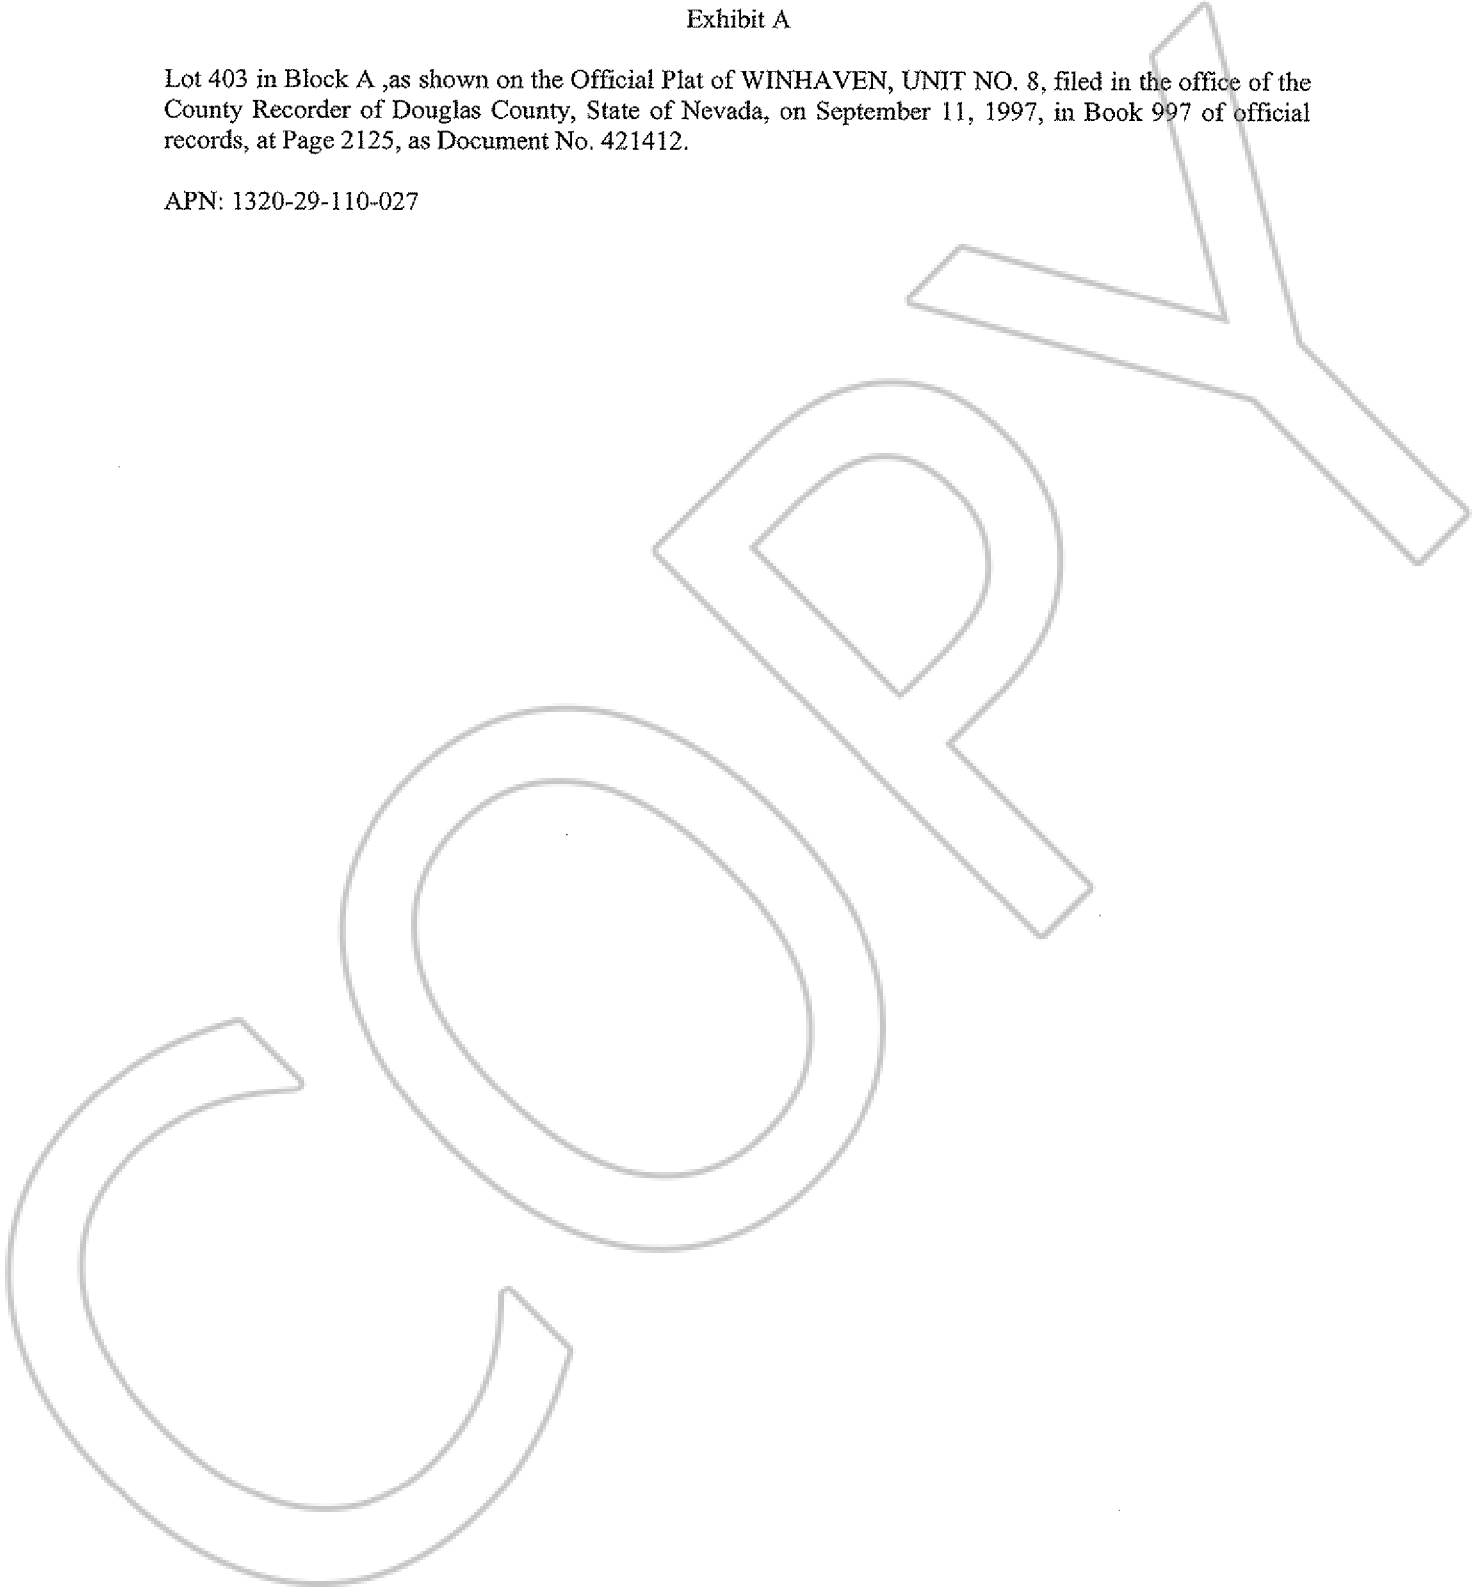 Exhibit A
Lot 403 in Block A ,as shown on the Official Plat of WINHAVEN, UNIT NO. 8, filed in the office of the
County Recorder of Douglas County, State of Nevada, on September 11, 1997, in Book 997 of official
records, at Page 2125, as Document No. 421412.
APN: 1320-29-110-027
COPY